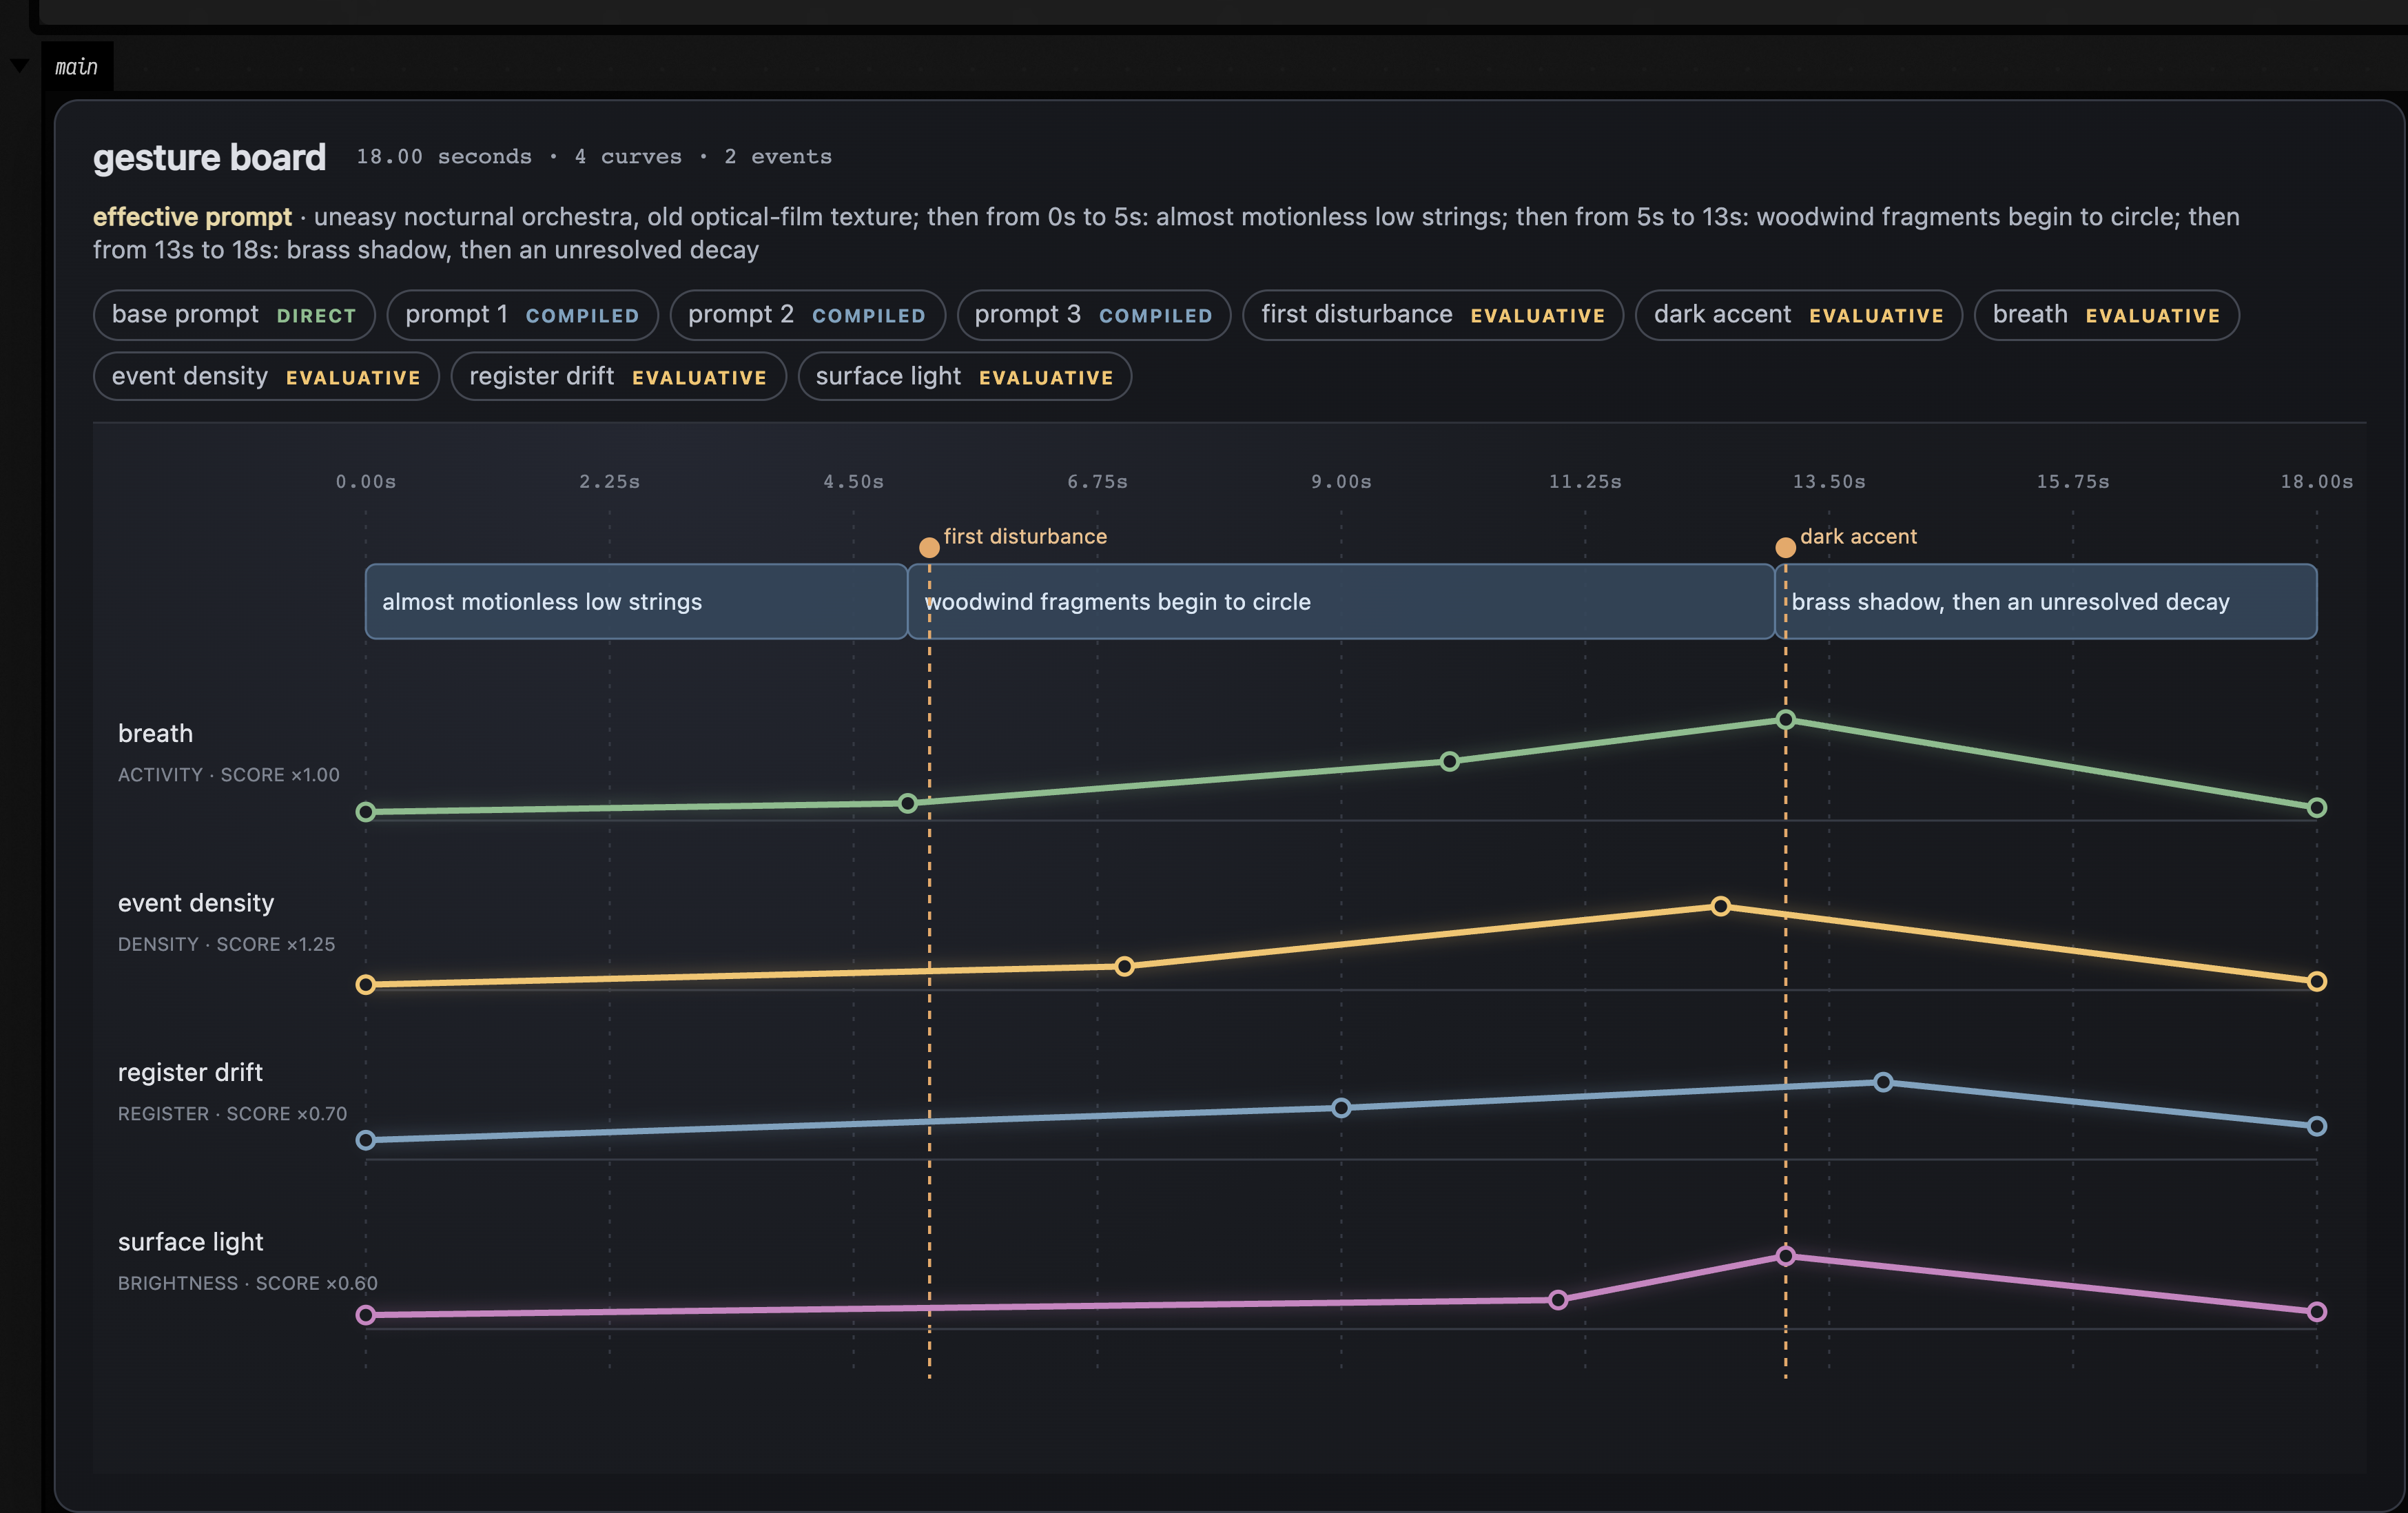 main
gesture board 18.00 seconds · 4 curves · 2 events
effective prompt · uneasy nocturnal orchestra, old optical-film texture; then from 0s to 5s: almost motionless low strings; then from 5s to 13s: woodwind fragments begin to circle; then
from 13s to 18s: brass shadow, then an unresolved decay
base prompt DIRECT prompt 1 COMPILED prompt 2 COMPILED prompt 3 COMPILED first disturbance EVALUATIVE dark accent EVALUATIVE breath EVALUATIVE
event density EVALUATIVE register drift EVALUATIVE surface light EVALUATIVE
0.00s 2.25s 4.50s 6.75s 9.00s 11.25s 13.50s 15.75s 18.00s
first disturbance dark accent
almost motionless low strings woodwind fragments begin to circle brass shadow, then an unresolved decay
breath
ACTIVITY · SCORE ×1.00
event density
DENSITY · SCORE ×1.25
register drift
REGISTER · SCORE ×0.70
surface light
BRIGHTNESS · SCORE ×0.60